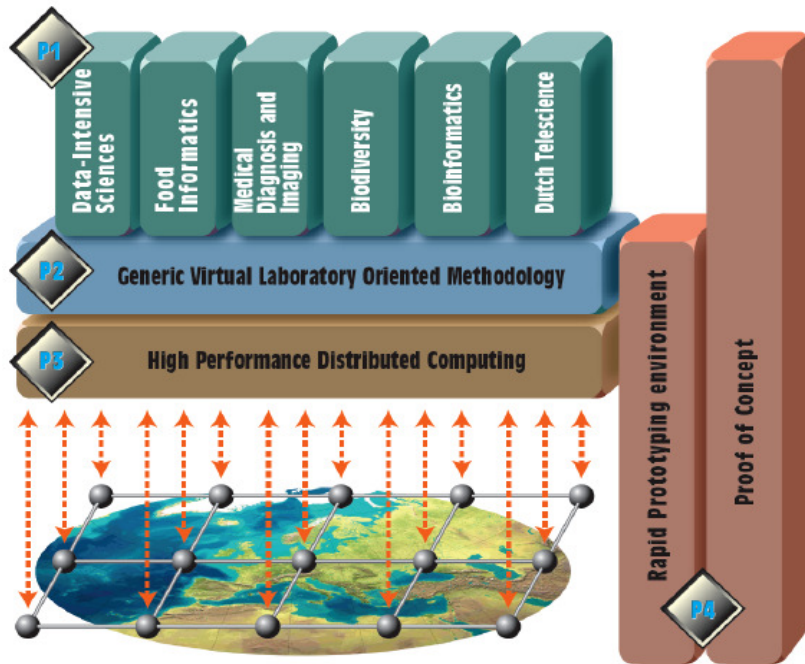 P1
Data-Intensive
Sciences
Food
Informatics
Medical
Diagnosis and
Imaging
Biodiversity
Bioinformatics
Dutch Telescience
P2
Generic Virtual Laboratory Oriented Methodology
P3
High Performance Distributed Computing
Rapid Prototyping environment
Proof of Concept
P4